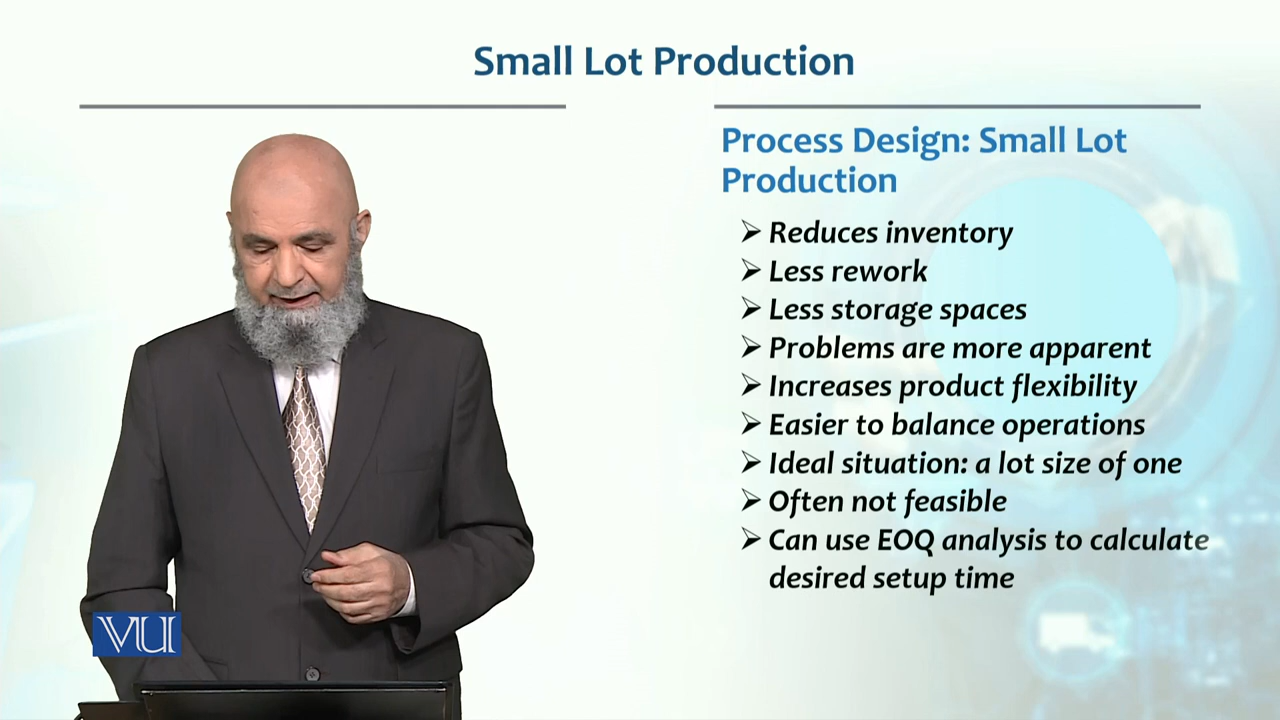 Small Lot Production
Process Design: Small Lot
Production
➢ Reduces inventory
➢ Less rework
➢ Less storage spaces
➢ Problems are more apparent
➢ Increases product flexibility
➢ Easier to balance operations
➢ Ideal situation: a lot size of one
➢ Often not feasible
➢ Can use EOQ analysis to calculate
desired setup time
VU